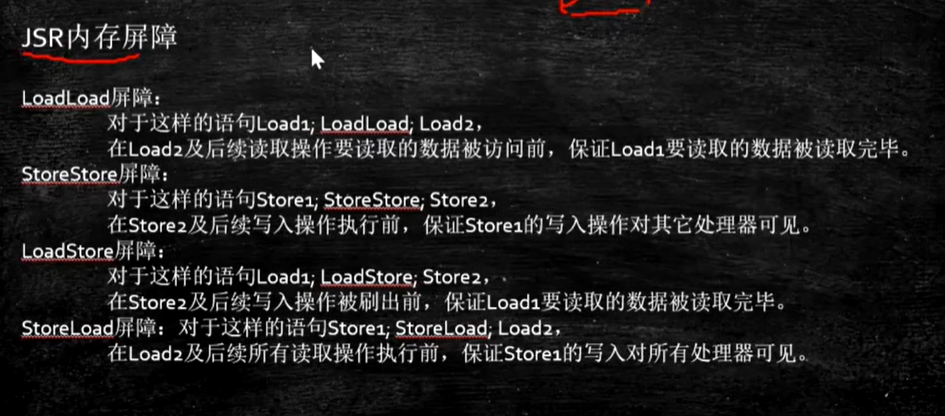 JSR内存屏障
LoadLoad屏障：
对于这样的语句Load1; LoadLoad; Load2，
在Load2及后续读取操作要读取的数据被访问前，保证Load1要读取的数据被读取完毕。
StoreStore屏障：
对于这样的语句Store1; StoreStore; Store2，
在Store2及后续写入操作执行前，保证Store1的写入操作对其它处理器可见。
LoadStore屏障：
对于这样的语句Load1; LoadStore; Store2，
在Store2及后续写入操作被刷出前，保证Load1要读取的数据被读取完毕。
StoreLoad屏障：对于这样的语句Store1; StoreLoad; Load2，
在Load2及后续所有读取操作执行前，保证Store1的写入对所有处理器可见。